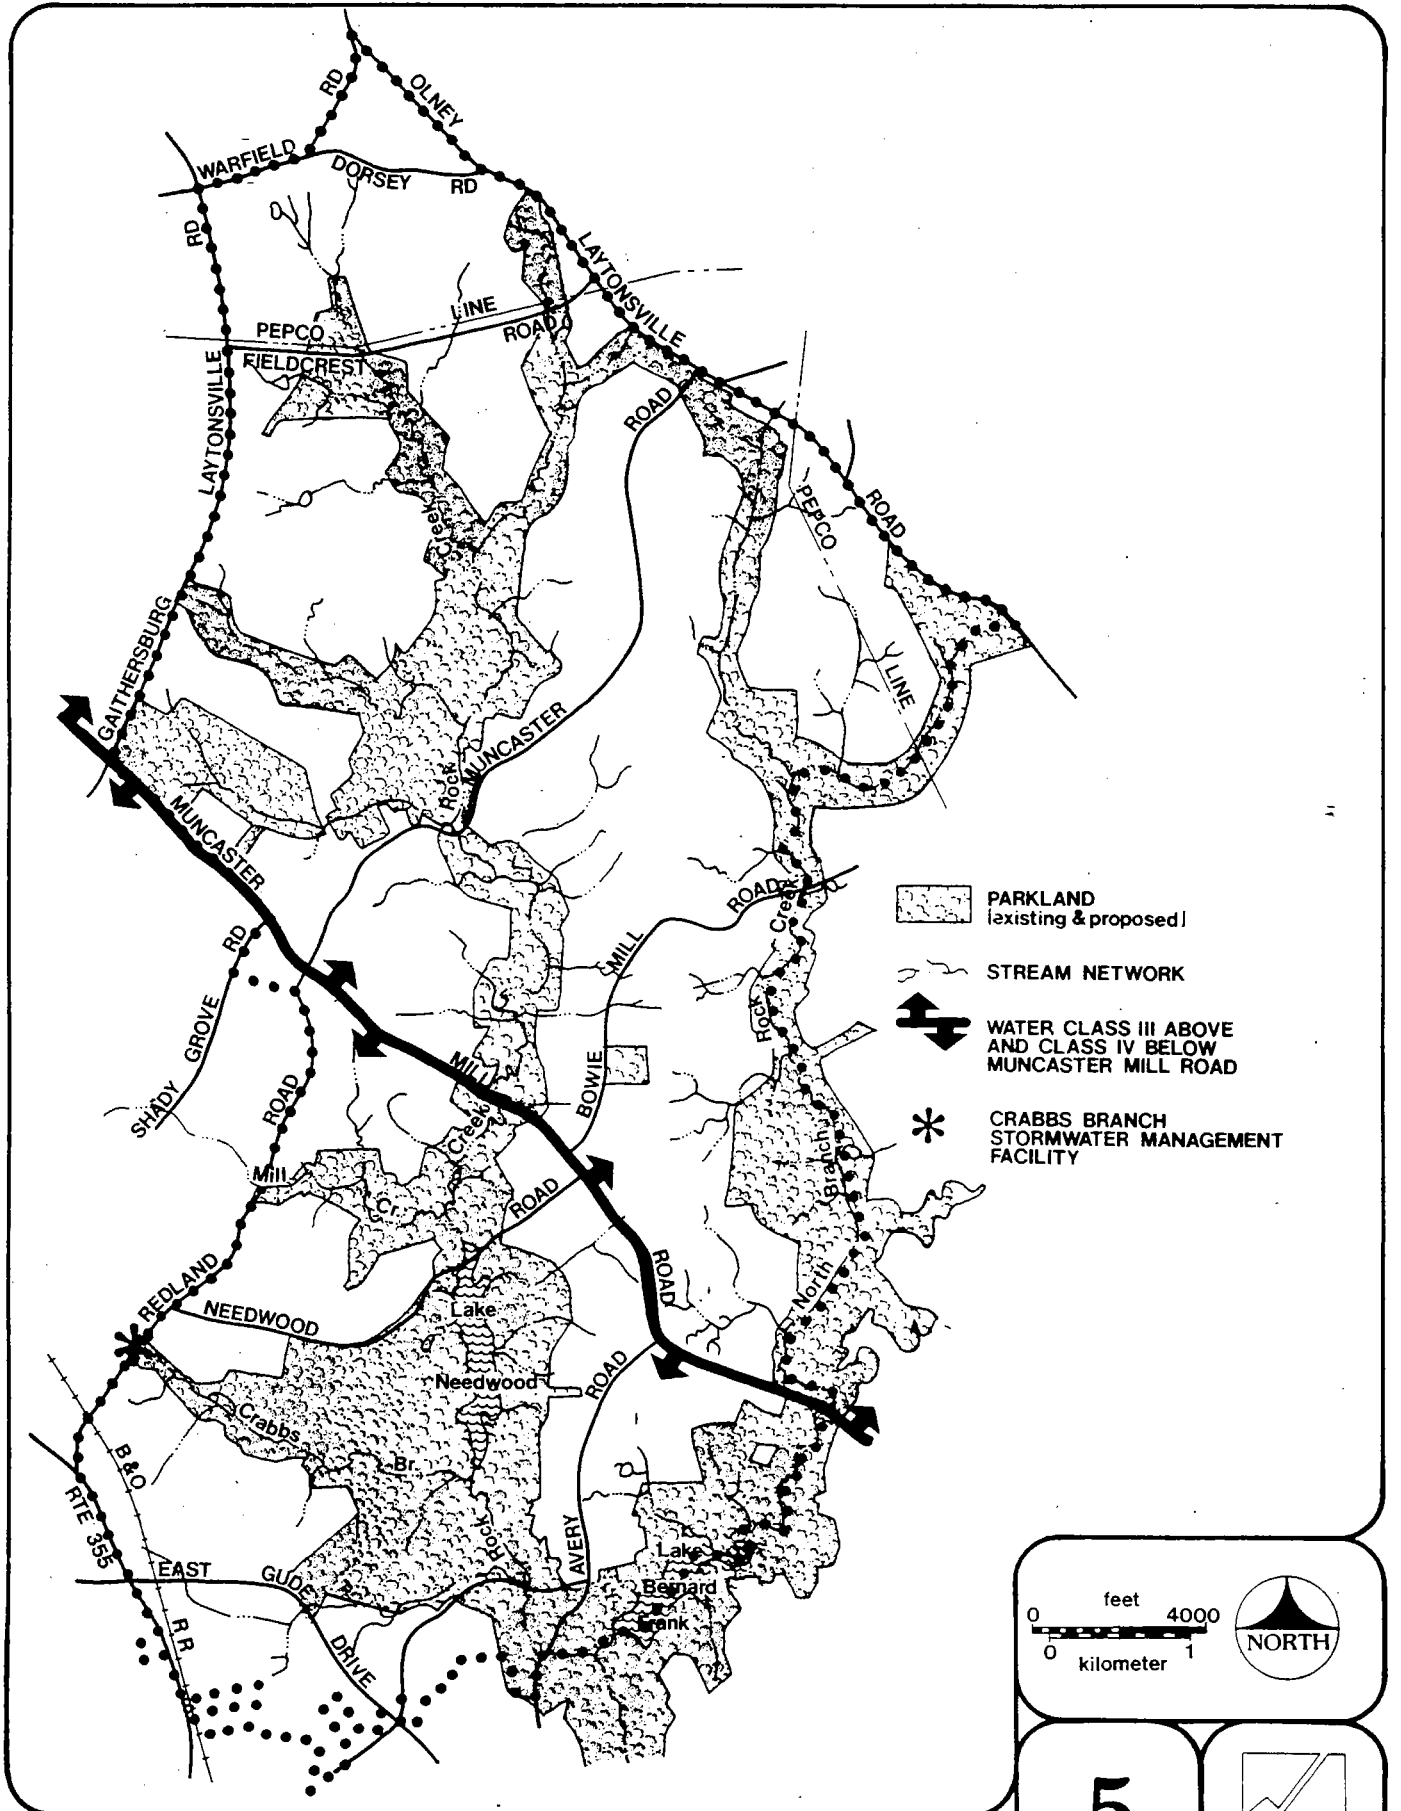 RD
OLNEY
WARFIELD
DORSEY
RD
RD
LAYTONSVILLE
LINE
PEPCO
ROAD
FIELDCREST
LAYTONSVILLE
ROAD
Creek
PEPCO
ROAD
GAITHERSBURG
LINE
MUNCASTER
Rock
MUNCASTER
ROAD
Creek
PARKLAND
(existing & proposed)
RD
MILL
STREAM NETWORK
GROVE
Rock
WATER CLASS III ABOVE
AND CLASS IV BELOW
MUNCASTER MILL ROAD
MILL
BOWIE
SHADY
ROAD
Creek
CRABBS BRANCH
STORMWATER MANAGEMENT
FACILITY
Branch
Mill
Cr
ROAD
REDLAND
ROAD
North
NEEDWOOD
Lake
Needwood
ROAD
Crabbs
B & O
Br.
RTE 355
Rock
AVERY
Lake
EAST
GUDE
Bernard
Frank
RR
DRIVE
feet
0 4000
0 1
kilometer
NORTH
5